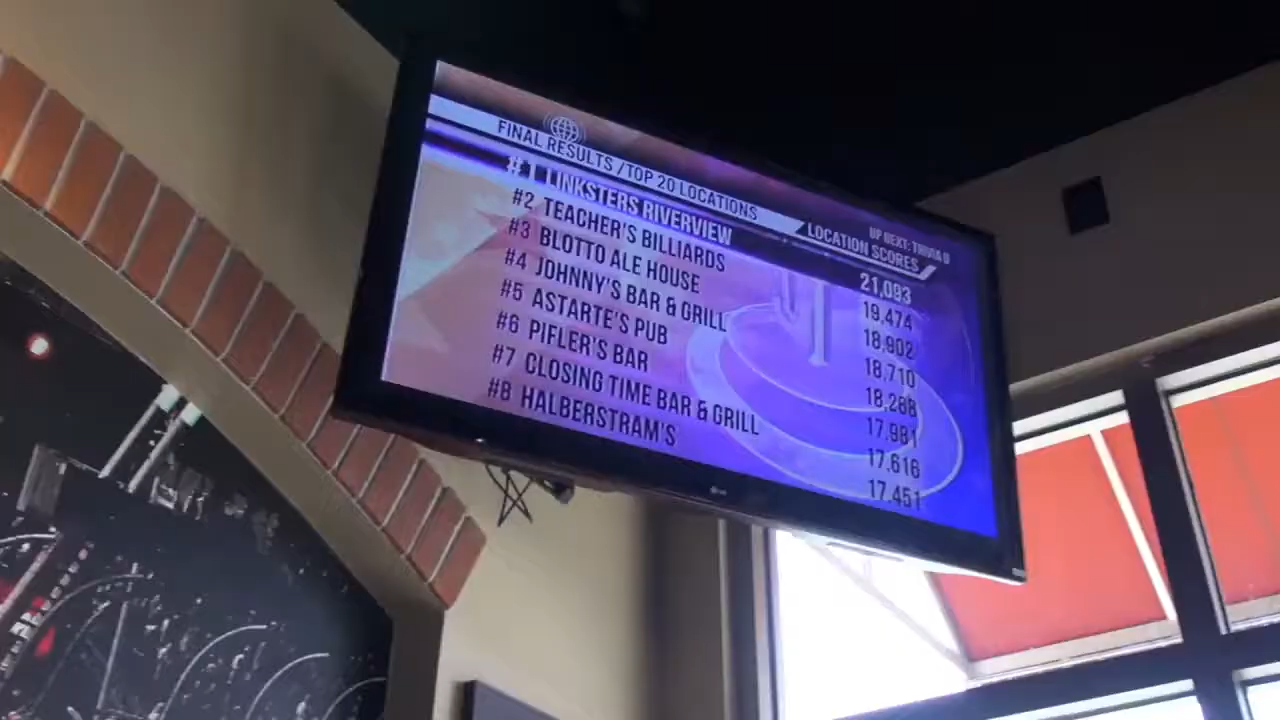 FINAL RESULTS / TOP 20 LOCATIONS
UP NEXT: TRIVIA
LOCATION SCORES
#1 LINKSTERS RIVERVIEW 21,093
#2 TEACHER'S BILLIARDS 19,474
#3 BLOTTO ALE HOUSE 18,902
#4 JOHNNY'S BAR & GRILL 18,710
#5 ASTARTE'S PUB 18,288
#6 PIFLER'S BAR 17,981
#7 CLOSING TIME BAR & GRILL 17,616
#8 HALBERSTRAM'S 17,451
LG